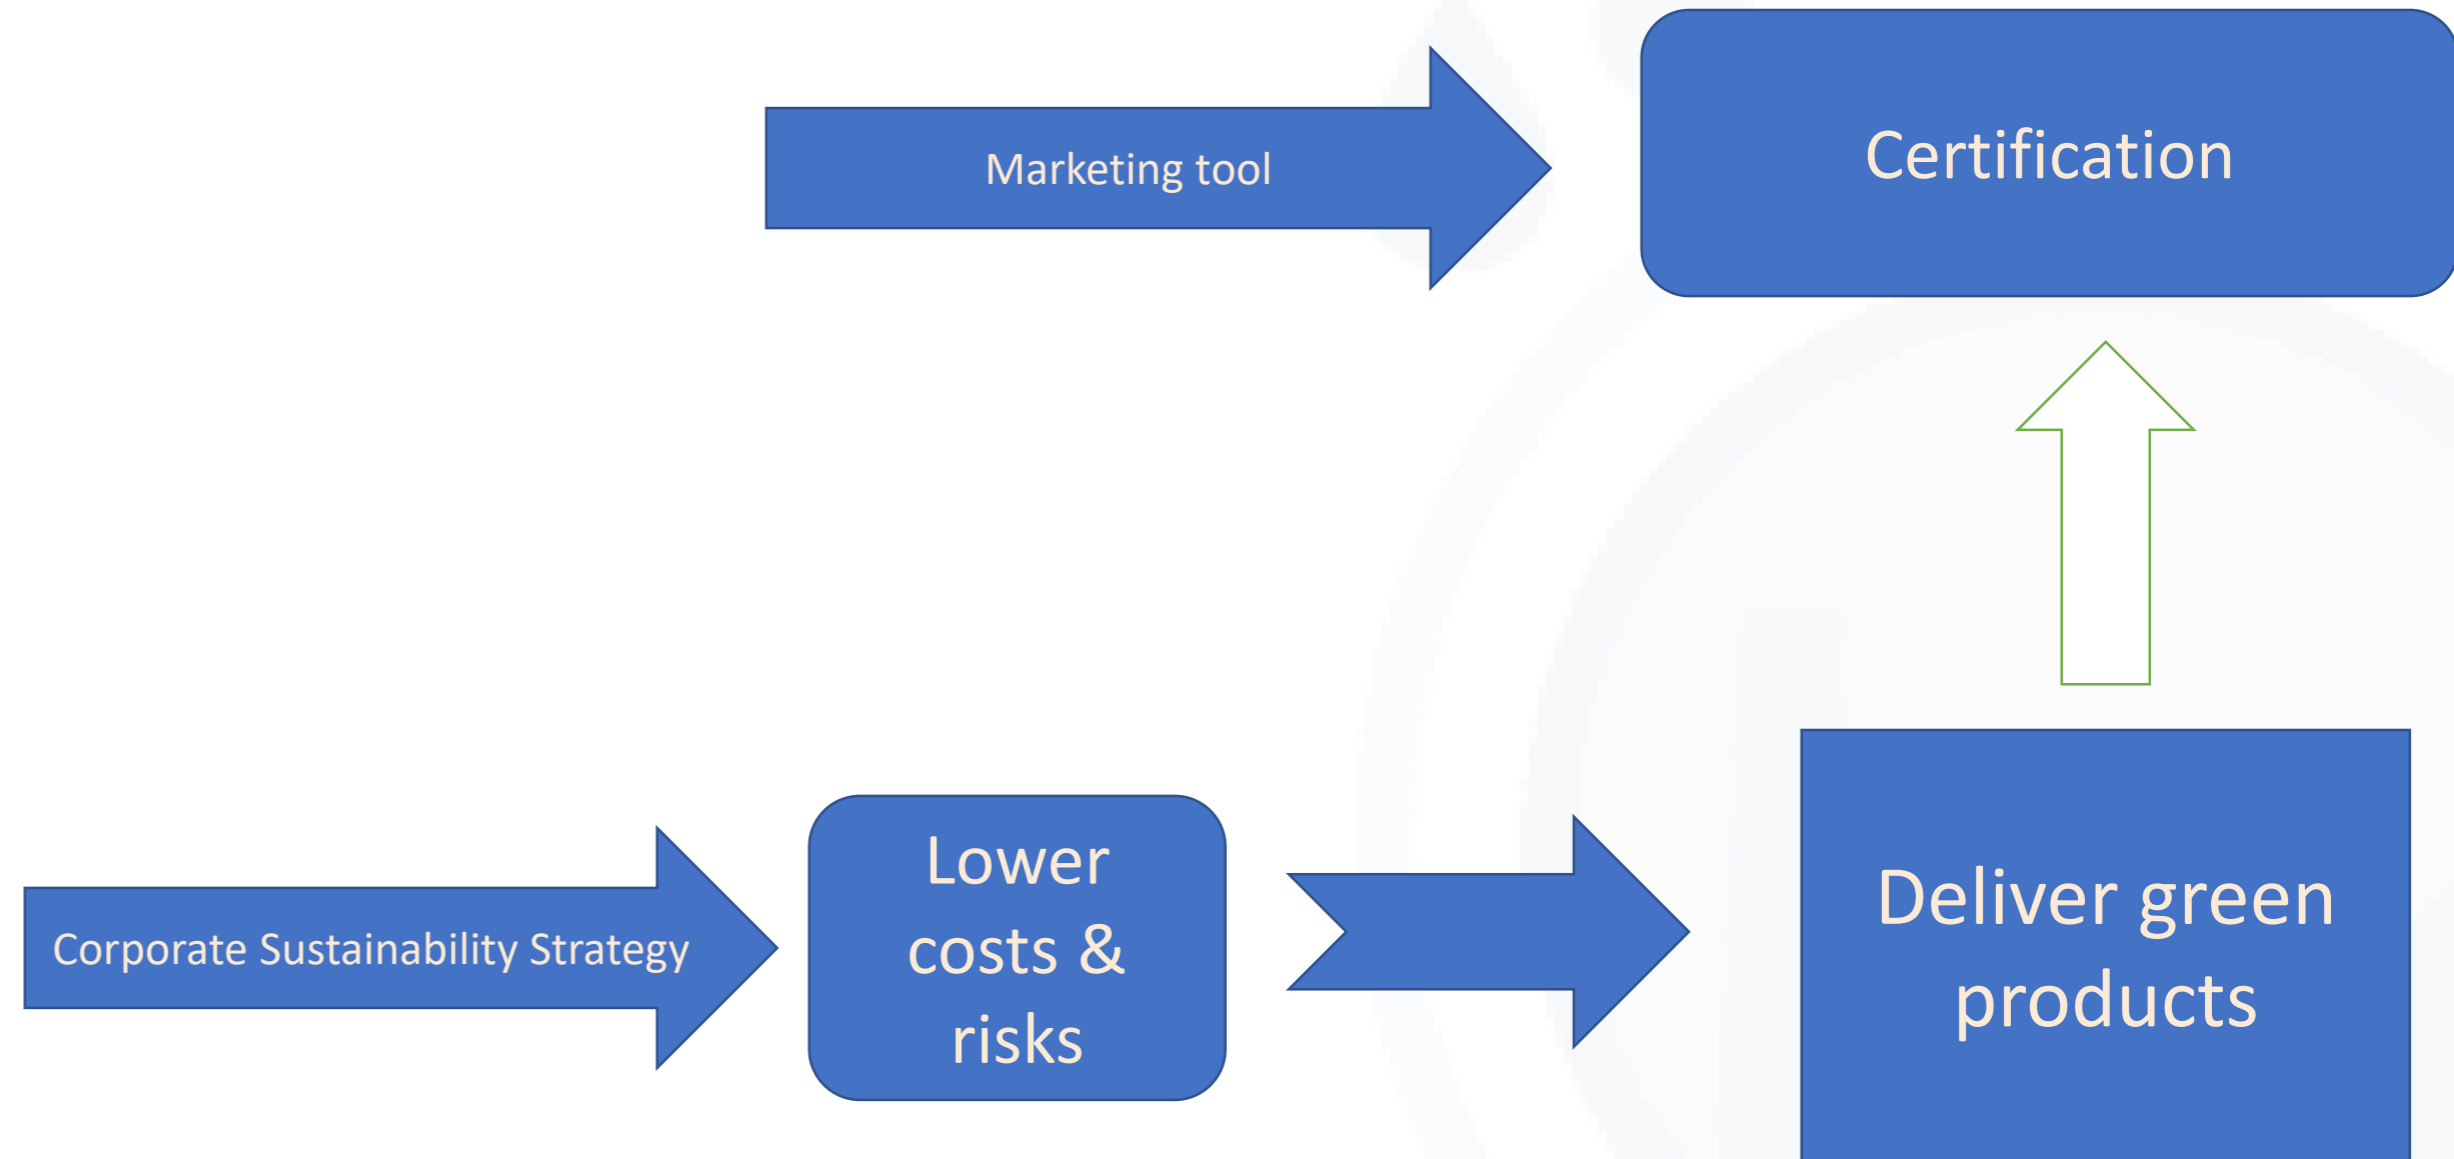 Marketing tool
Certification
Corporate Sustainability Strategy
Lower
costs &
risks
Deliver green
products